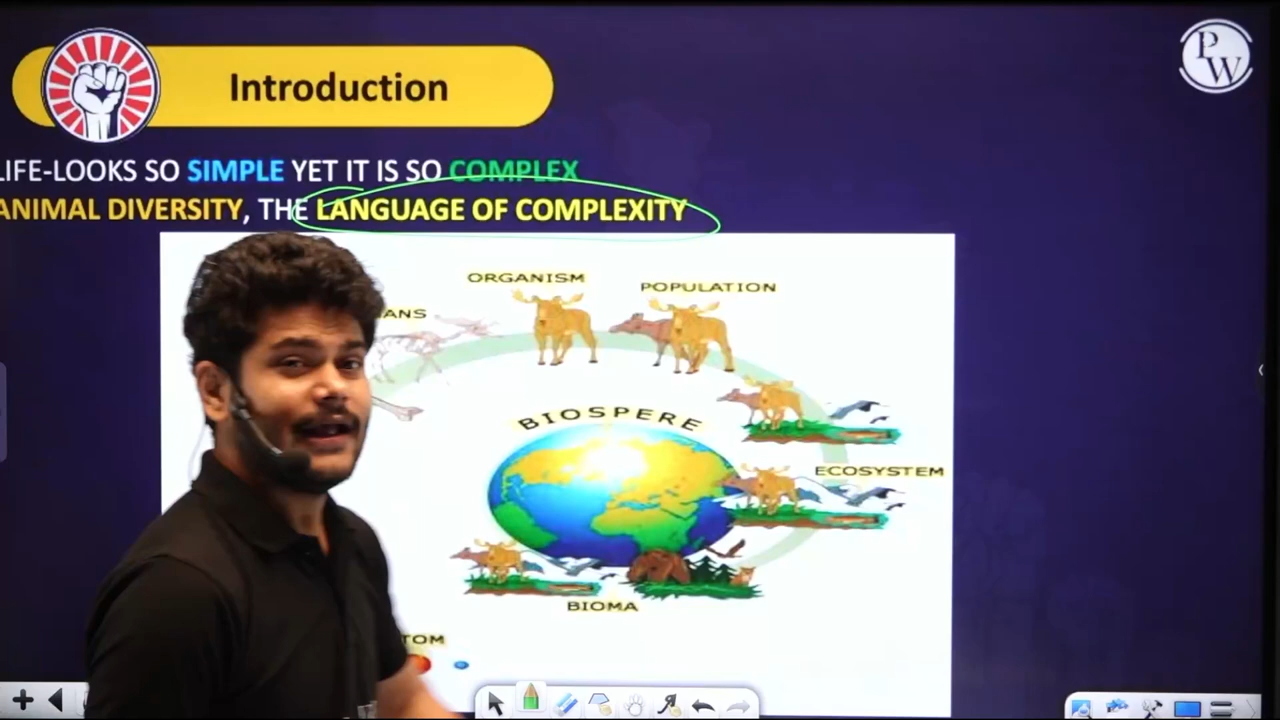 Introduction
PW
LIFE-LOOKS SO SIMPLE YET IT IS SO COMPLEX
ANIMAL DIVERSITY, THE LANGUAGE OF COMPLEXITY
ORGANISM
POPULATION
ANS
BIOSPERE
ECOSYSTEM
BIOMA
TOM